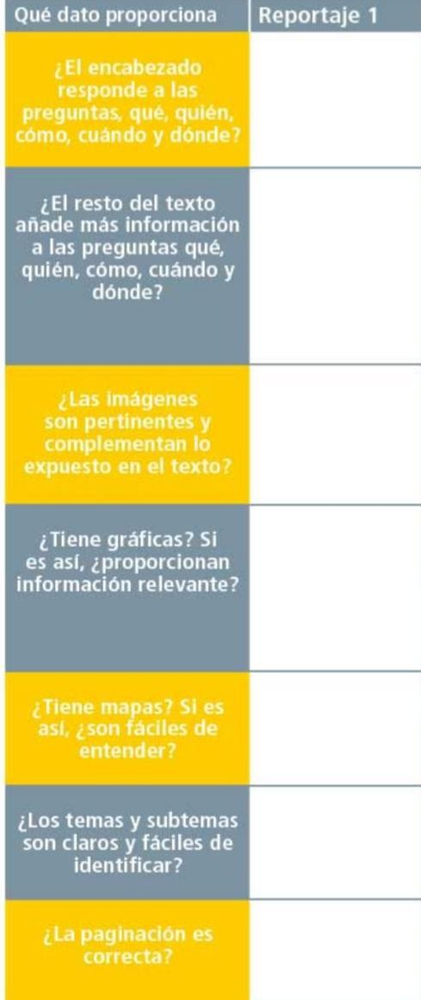 Qué dato proporciona
Reportaje 1
¿El encabezado
responde a las
preguntas, qué, quién,
cómo, cuándo y dónde?
¿El resto del texto
añade más información
a las preguntas qué,
quién, cómo, cuándo y
dónde?
¿Las imágenes
son pertinentes y
complementan lo
expuesto en el texto?
¿Tiene gráficas? Si
es así, ¿proporcionan
información relevante?
¿Tiene mapas? Si es
así, ¿son fáciles de
entender?
¿Los temas y subtemas
son claros y fáciles de
identificar?
¿La paginación es
correcta?